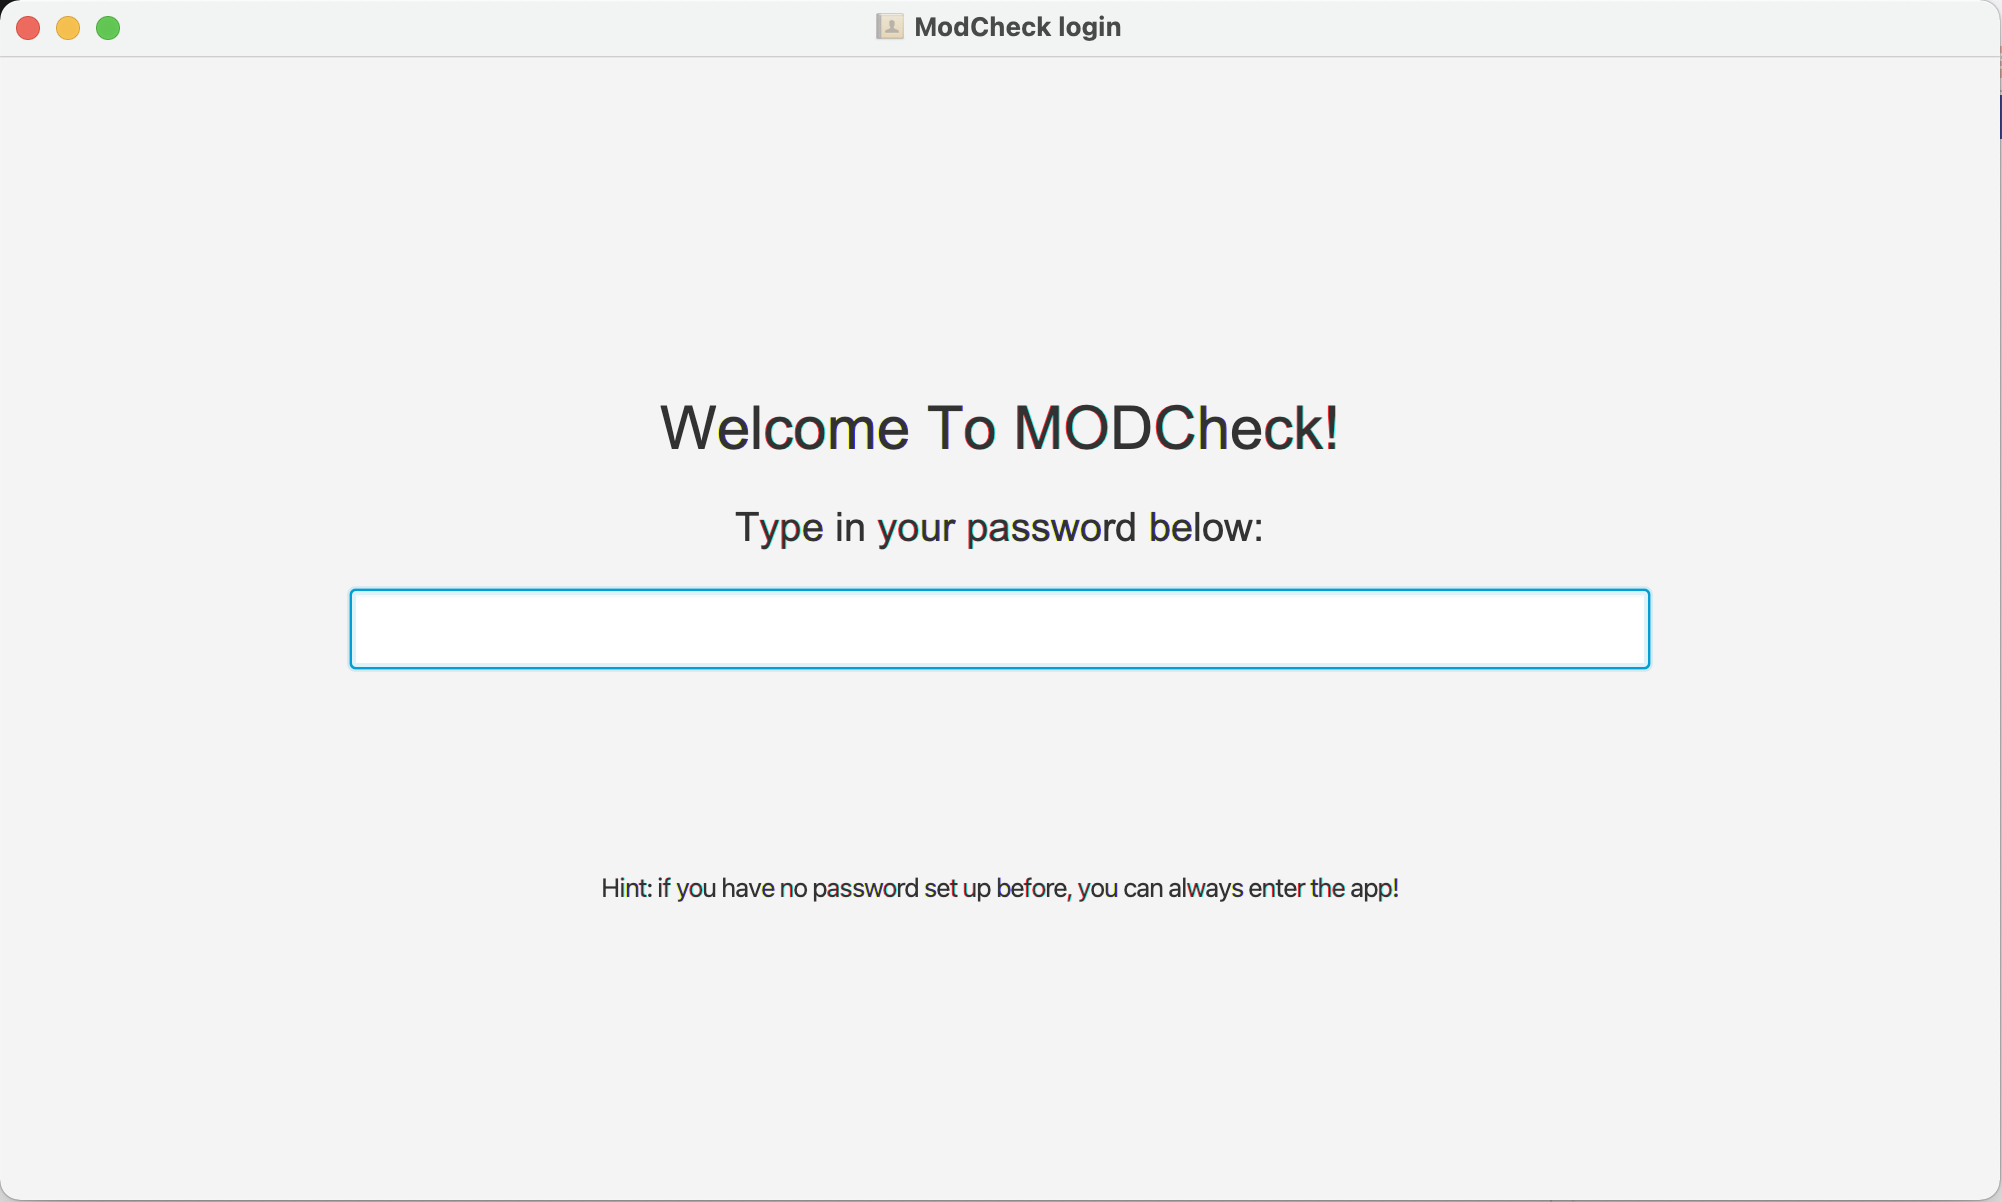 ModCheck login
Welcome To MODCheck!
Type in your password below:
Hint: if you have no password set up before, you can always enter the app!